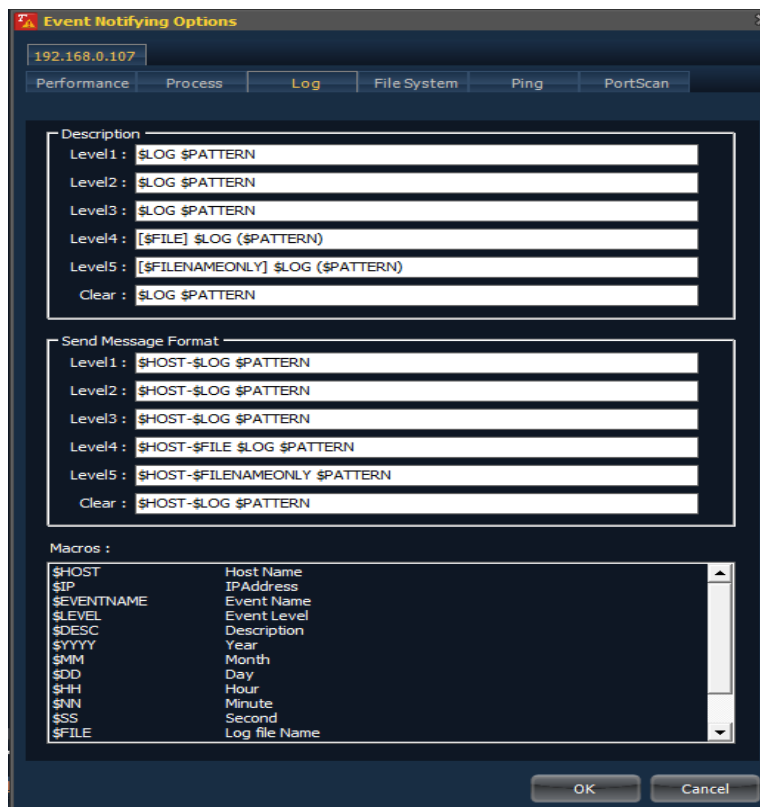 Event Notifying Options
192.168.0.107
Performance Process Log File System Ping PortScan
Description
Level1 : $LOG $PATTERN
Level2 : $LOG $PATTERN
Level3 : $LOG $PATTERN
Level4 : [$FILE] $LOG ($PATTERN)
Level5 : [$FILENAMEONLY] $LOG ($PATTERN)
Clear : $LOG $PATTERN
Send Message Format
Level1 : $HOST-$LOG $PATTERN
Level2 : $HOST-$LOG $PATTERN
Level3 : $HOST-$LOG $PATTERN
Level4 : $HOST-$FILE $LOG $PATTERN
Level5 : $HOST-$FILENAMEONLY $PATTERN
Clear : $HOST-$LOG $PATTERN
Macros :
$HOST Host Name
$IP IPAddress
$EVENTNAME Event Name
$LEVEL Event Level
$DESC Description
$YYYY Year
$MM Month
$DD Day
$HH Hour
$NN Minute
$SS Second
$FILE Log file Name
OK Cancel